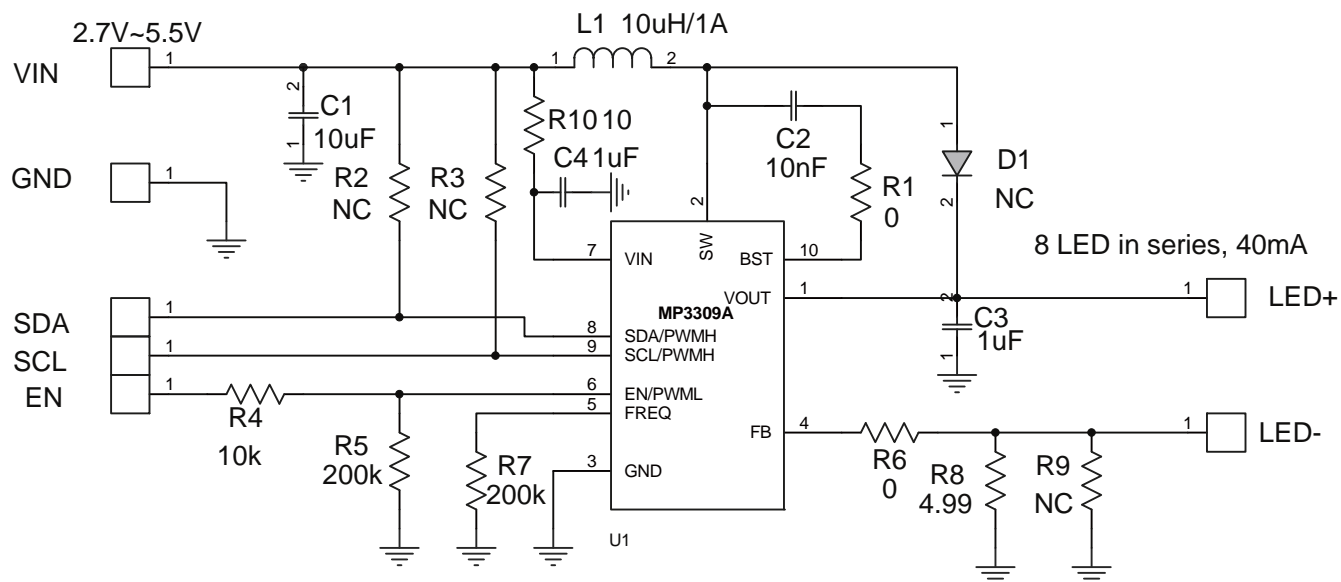 L1 10uH/1A
2.7V~5.5V
VIN
1
1
2
2
C1
10uF
1
R10 10
C4 1uF
C2
10nF
R1
0
1
D1
NC
2
GND
1
R2
NC
R3
NC
2
SW
7
VIN
BST
10
8 LED in series, 40mA
VOUT
1
MP3309A
2
1
LED+
C3
1uF
1
SDA
1
8
SDA/PWMH
SCL
1
9
SCL/PWMH
EN
1
R4
10k
6
EN/PWML
5
FREQ
R5
200k
R7
200k
3
GND
FB
4
R6
0
R8
4.99
R9
NC
1
LED-
U1